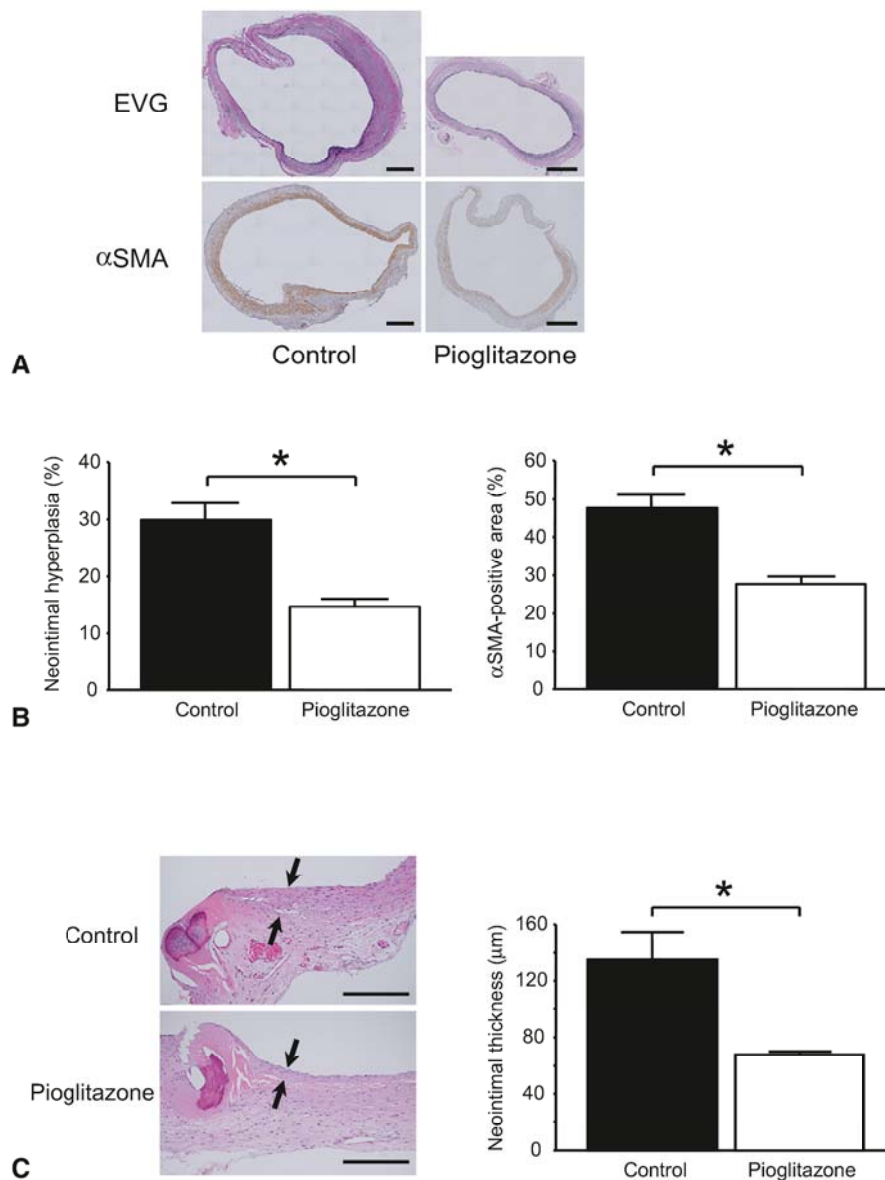 EVG
αSMA
Control Pioglitazone
A
Neointimal hyperplasia (%)
40
30
20
10
0
*
Control Pioglitazone
αSMA-positive area (%)
60
50
40
30
20
10
0
*
Control Pioglitazone
B
Control
Pioglitazone
Neointimal thickness (μm)
160
120
80
40
0
*
Control Pioglitazone
C